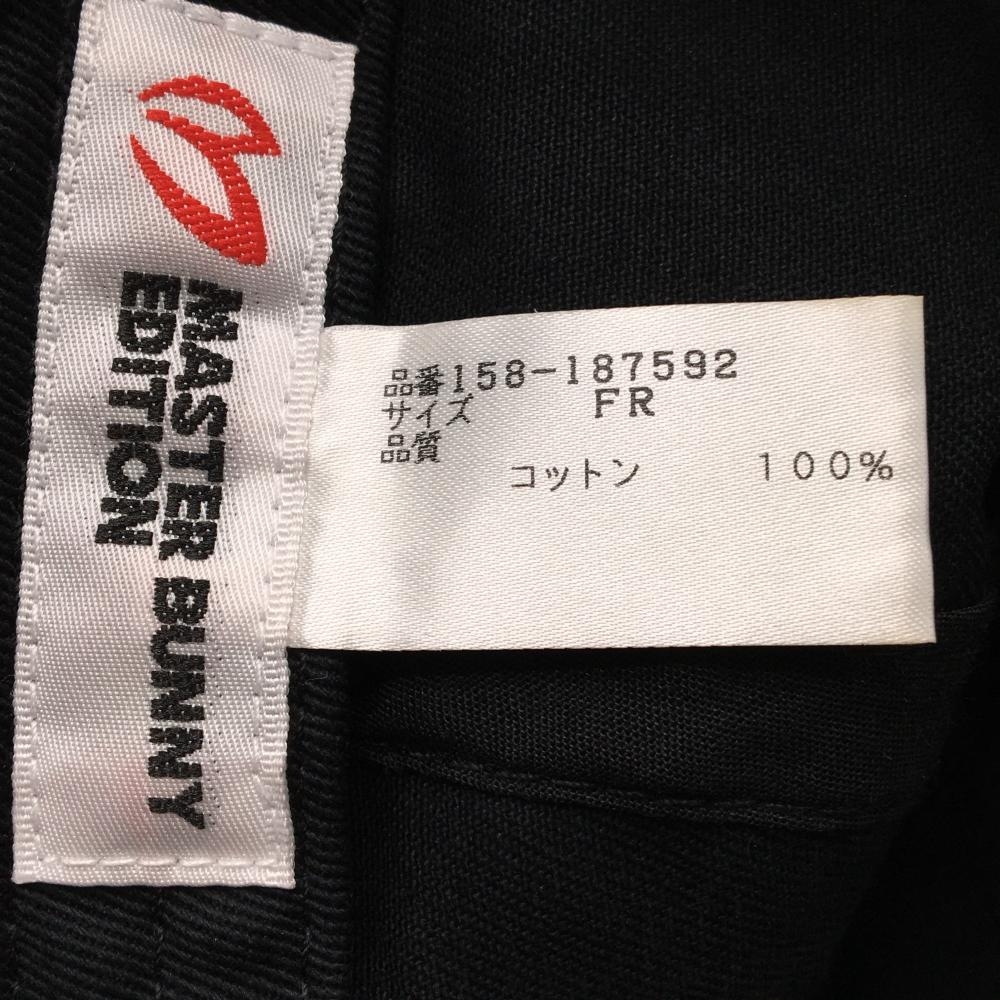 MASTER BUNNY
EDITION
品番158-187592
サイズ FR
品質
コットン 100%